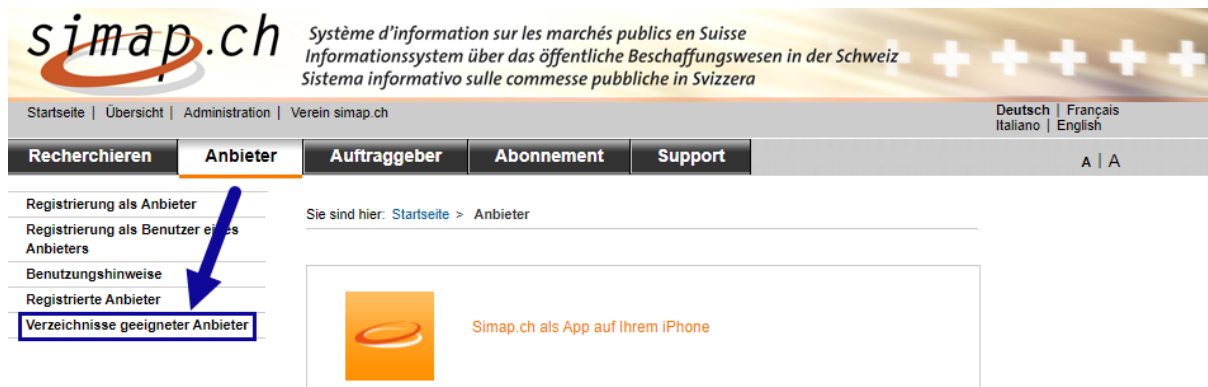 simap.ch
Système d'information sur les marchés publics en Suisse
Informationssystem über das öffentliche Beschaffungswesen in der Schweiz
Sistema informativo sulle commesse pubbliche in Svizzera
Startseite | Übersicht | Administration | Verein simap.ch
Deutsch | Français
Italiano | English
Recherchieren Anbieter Auftraggeber Abonnement Support
A | A
Registrierung als Anbieter
Registrierung als Benutzer eines
Anbieters
Benutzungshinweise
Registrierte Anbieter
Verzeichnisse geeigneter Anbieter
Sie sind hier: Startseite > Anbieter
Simap.ch als App auf Ihrem iPhone